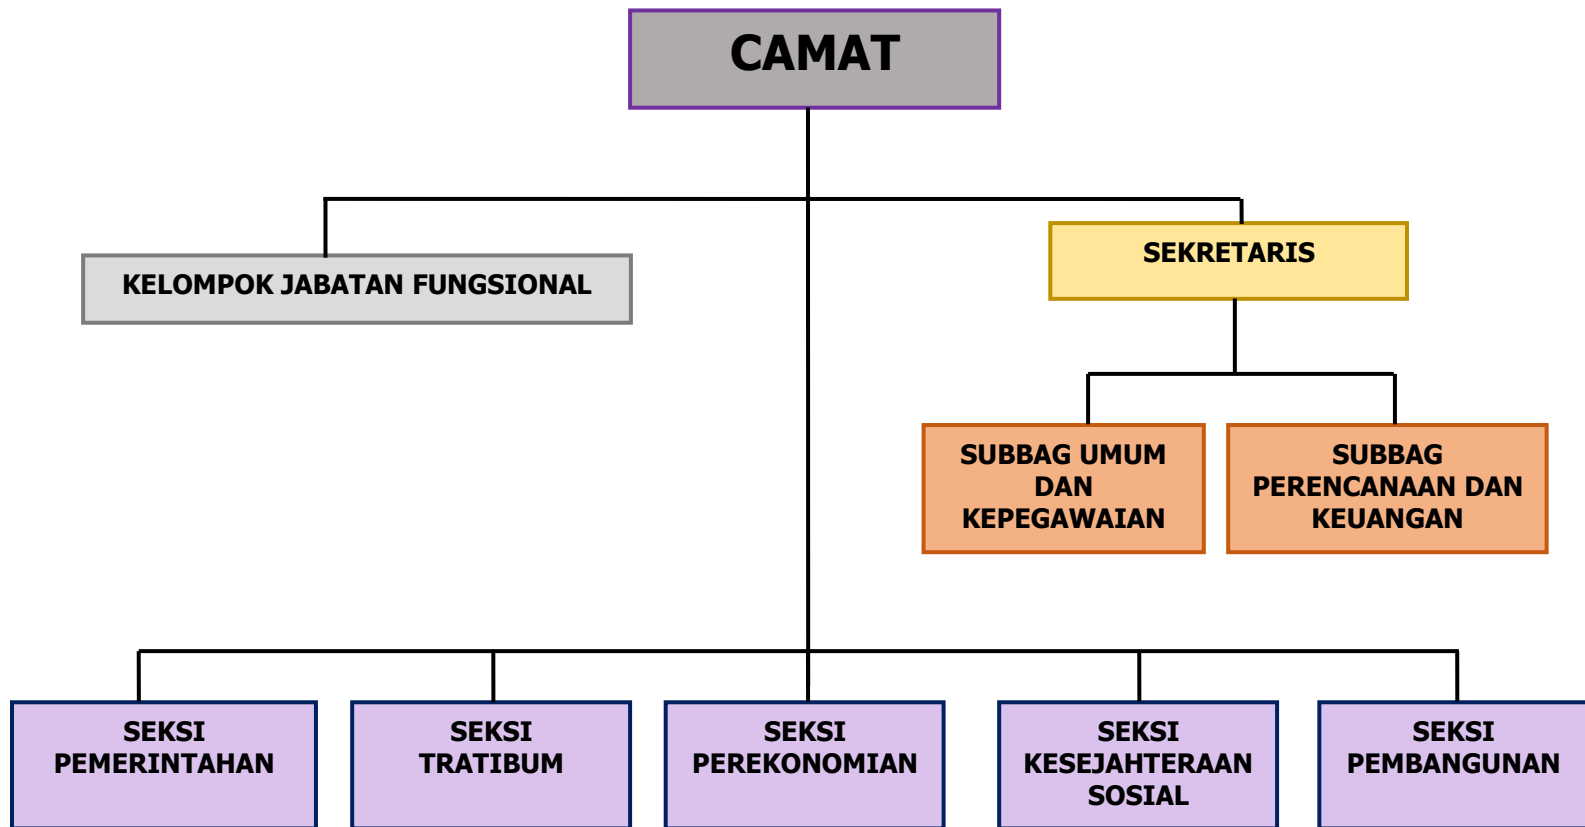 CAMAT
KELOMPOK JABATAN FUNGSIONAL
SEKRETARIS
SUBBAG UMUM
DAN
KEPEGAWAIAN
SUBBAG
PERENCANAAN DAN
KEUANGAN
SEKSI
PEMERINTAHAN
SEKSI
TRATIBUM
SEKSI
PEREKONOMIAN
SEKSI
KESEJAHTERAAN
SOSIAL
SEKSI
PEMBANGUNAN